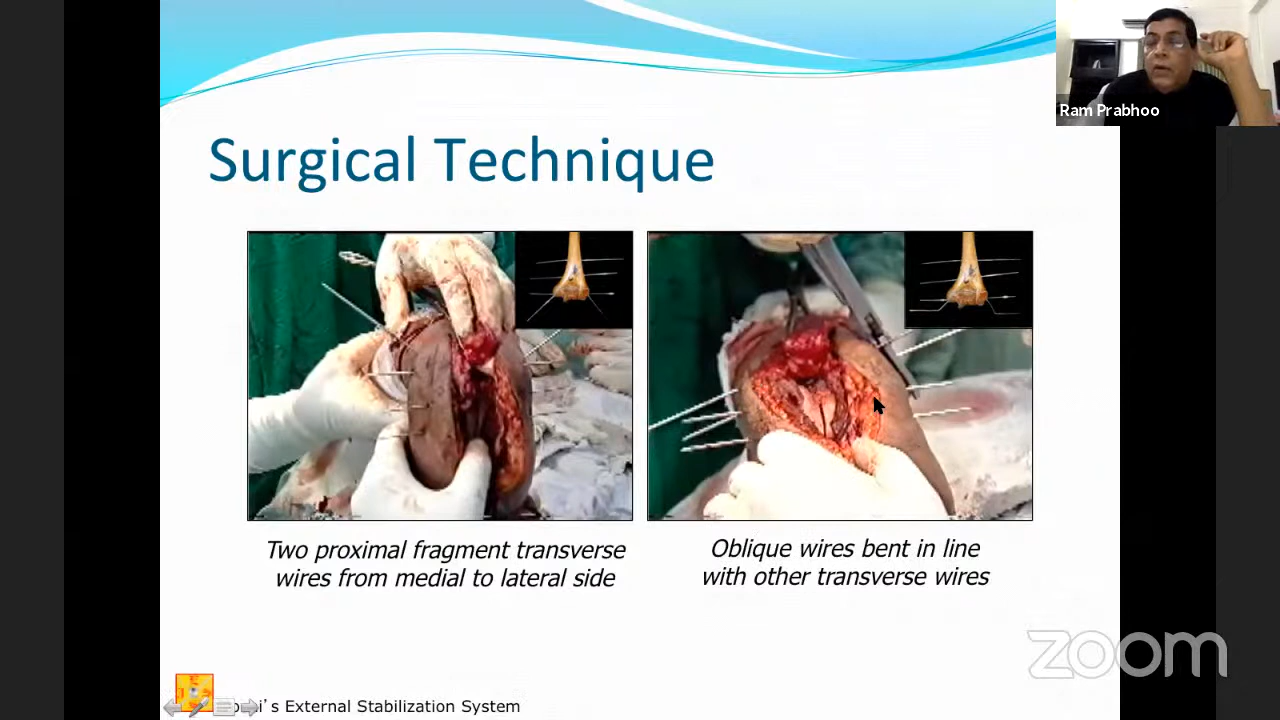 Ram Prabhoo
Surgical Technique
Two proximal fragment transverse
wires from medial to lateral side
Oblique wires bent in line
with other transverse wires
zoom
External Stabilization System